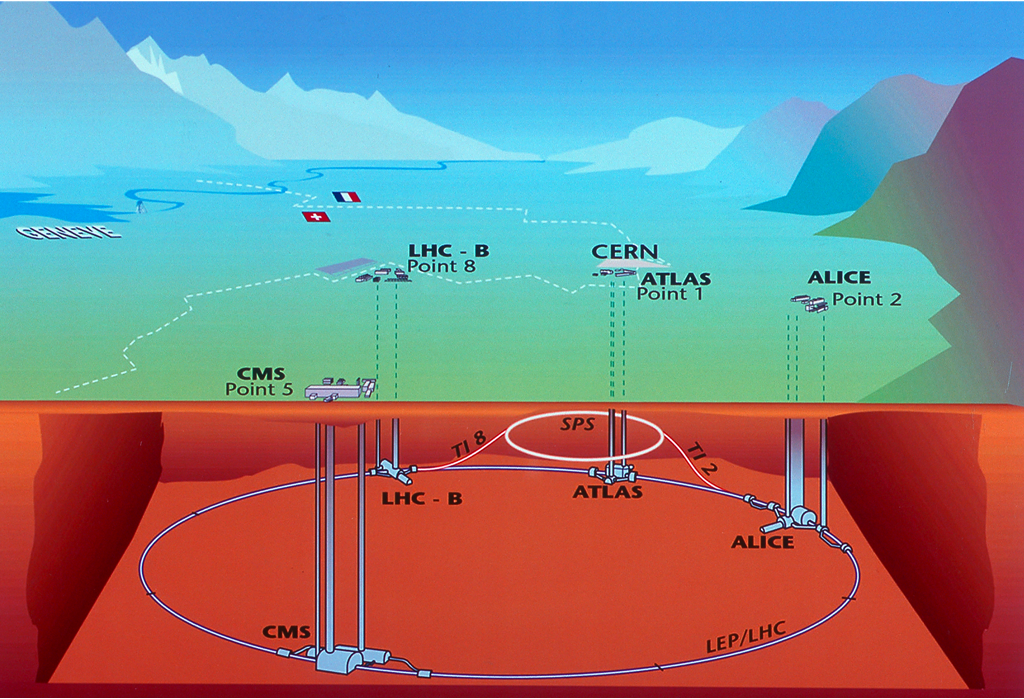 GENEVE
LHC - B
Point 8
CERN
ATLAS
Point 1
ALICE
Point 2
CMS
Point 5
SPS
TI 8
TI 2
LHC - B
ATLAS
ALICE
CMS
LEP/LHC